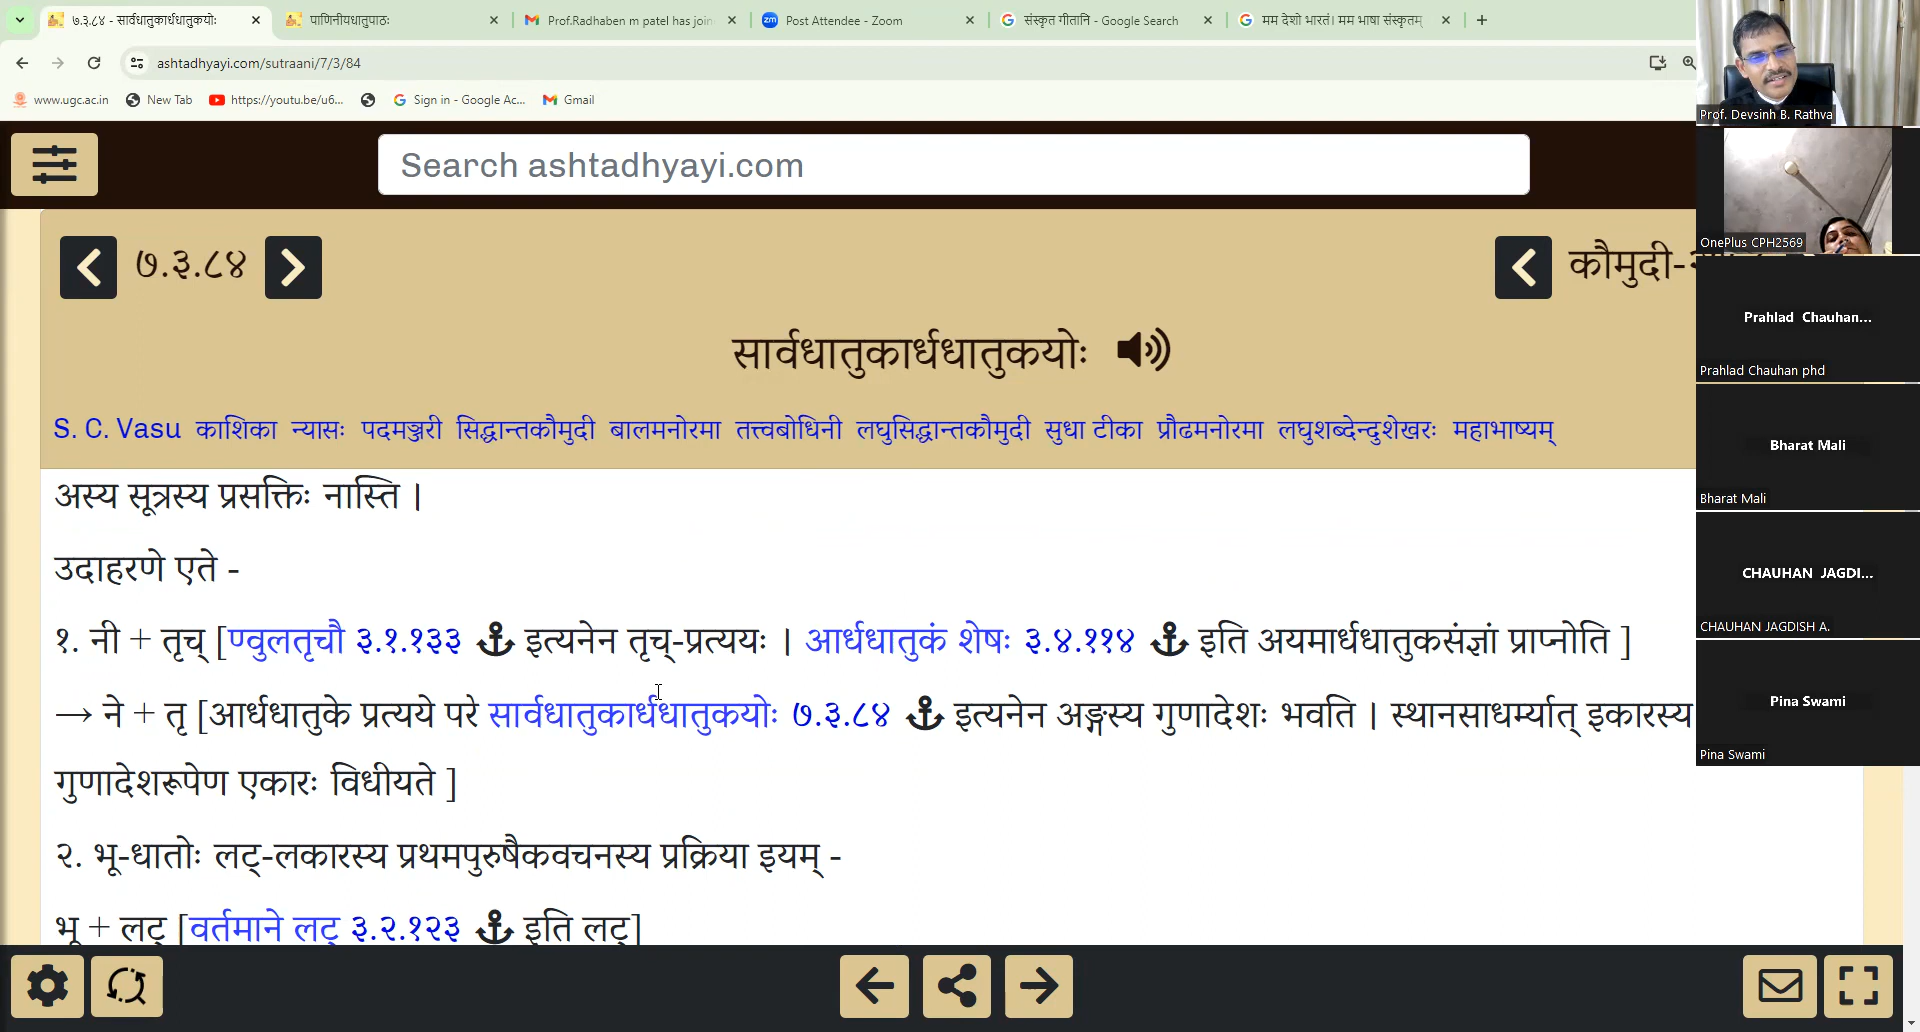 ७.३.८४ - सार्वधातुकार्धधातुकयोः
पाणिनीयधातुपाठः
Prof.Radhaben m patel has join
Post Attendee - Zoom
संस्कृत गीतानि - Google Search
मम देशो भारतं। मम भाषा संस्कृतम्
ashtadhyayi.com/sutraani/7/3/84
www.ugc.ac.in
New Tab
https://youtu.be/u6...
Sign in - Google Ac...
Gmail
Search ashtadhyayi.com
७.३.८४
कौमुदी-
सार्वधातुकार्धधातुकयोः
S. C. Vasu काशिका न्यासः पदमञ्जरी सिद्धान्तकौमुदी बालमनोरमा तत्त्वबोधिनी लघुसिद्धान्तकौमुदी सुधा टीका प्रौढमनोरमा लघुशब्देन्दुशेखरः महाभाष्यम्
अस्य सूत्रस्य प्रसक्तिः नास्ति ।
उदाहरणे एते -
१. नी + तृच् [ण्वुलतृचौ ३.१.१३३ इत्यनेन तृच्-प्रत्ययः । आर्धधातुकं शेषः ३.४.११४ इति अयमार्धधातुकसंज्ञां प्राप्नोति ]
→ ने + तृ [आर्धधातुके प्रत्यये परे सार्वधातुकार्धधातुकयोः ७.३.८४ इत्यनेन अङ्गस्य गुणादेशः भवति । स्थानसाधर्म्यात् इकारस्य
गुणादेशरूपेण एकारः विधीयते ]
२. भू-धातोः लट्-लकारस्य प्रथमपुरुषैकवचनस्य प्रक्रिया इयम् -
भू + लट् [वर्तमाने लट् ३.२.१२३ इति लट्]
Prof. Devsinh B. Rathva
OnePlus CPH2569
Prahlad Chauhan...
Prahlad Chauhan phd
Bharat Mali
Bharat Mali
CHAUHAN JAGDI...
CHAUHAN JAGDISH A.
Pina Swami
Pina Swami